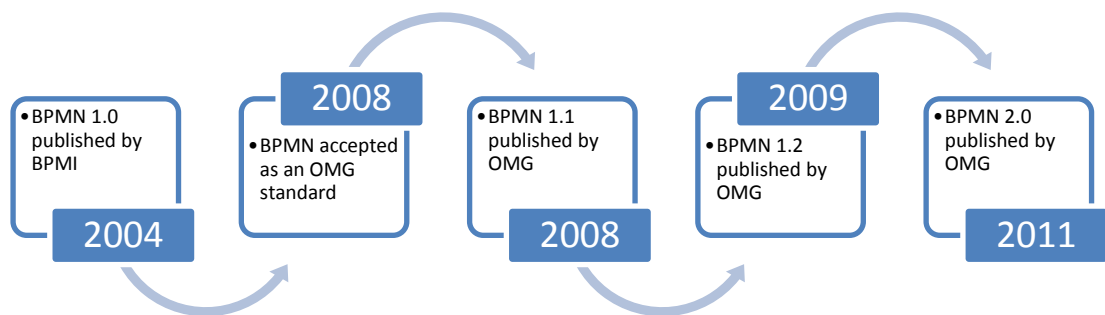 •BPMN 1.0
published by
BPMI
2004
2008
•BPMN accepted
as an OMG
standard
•BPMN 1.1
published by
OMG
2008
2009
•BPMN 1.2
published by
OMG
•BPMN 2.0
published by
OMG
2011